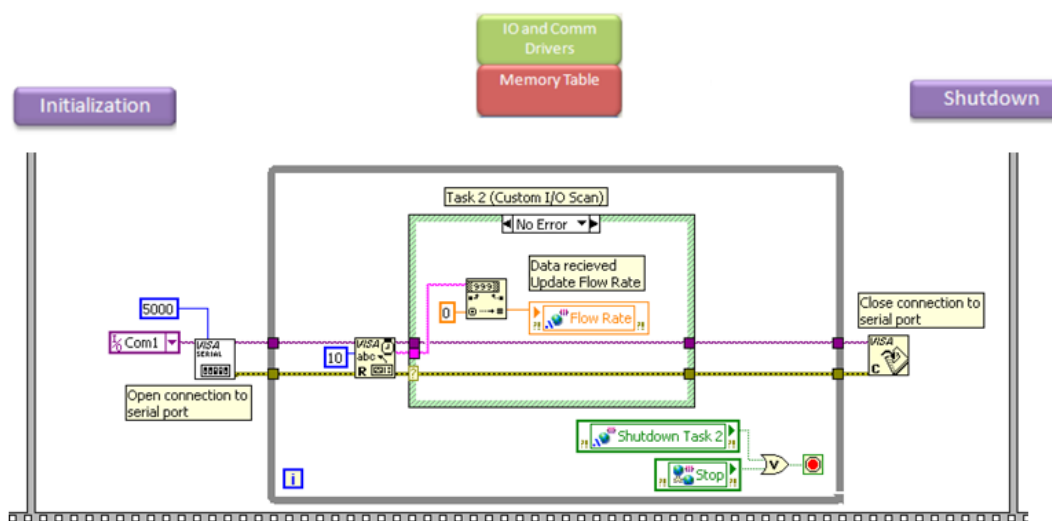 IO and Comm
Drivers
Memory Table
Initialization
Shutdown
Task 2 (Custom I/O Scan)
No Error
Data recieved
Update Flow Rate
999
0
Flow Rate
5000
I/O Com1
VISA
SERIAL
10
VISA
abc
R
?
Close connection to
serial port
VISA
C
Open connection to
serial port
Shutdown Task 2
Stop
V
i